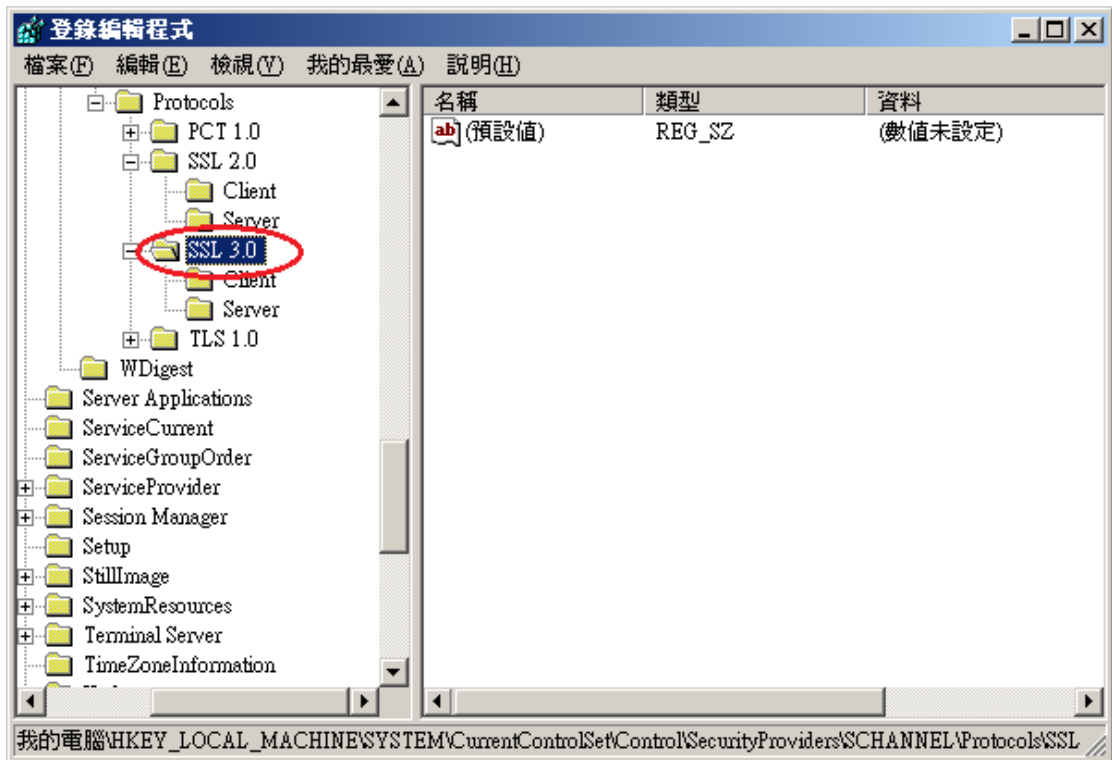 登錄編輯程式
檔案(F) 編輯(E) 檢視(V) 我的最愛(A) 說明(H)
Protocols
PCT 1.0
SSL 2.0
Client
Server
SSL 3.0
Client
Server
TLS 1.0
WDigest
Server Applications
ServiceCurrent
ServiceGroupOrder
ServiceProvider
Session Manager
Setup
StillImage
SystemResources
Terminal Server
TimeZoneInformation
名稱 類型 資料
ab (預設值) REG_SZ (數值未設定)
我的電腦\HKEY_LOCAL_MACHINE\SYSTEM\CurrentControlSet\Control\SecurityProviders\SCHANNEL\Protocols\SSL